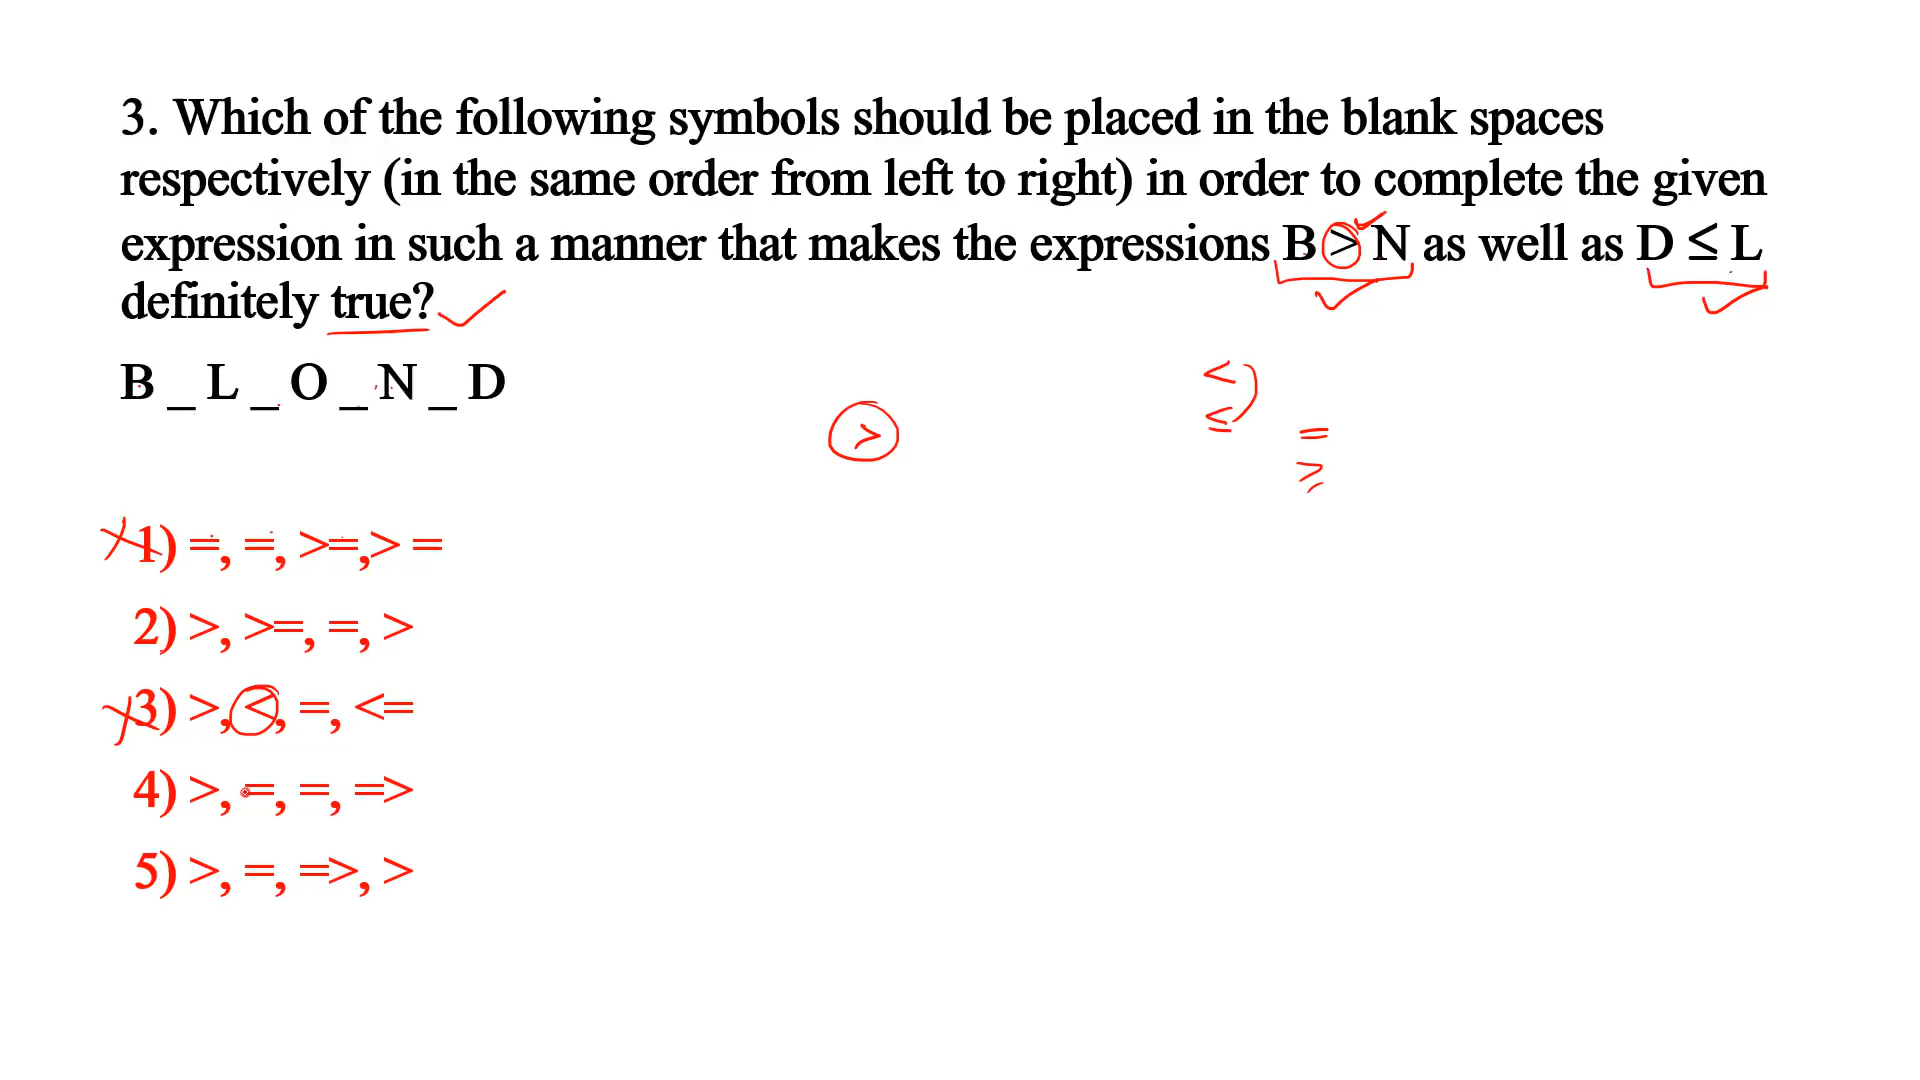 3. Which of the following symbols should be placed in the blank spaces
respectively (in the same order from left to right) in order to complete the given
expression in such a manner that makes the expressions B > N as well as D ≤ L
definitely true?
B _ L _ O _ N _ D
<
>
≤
=
≥
1) =, =, >=,> =
2) >, >=, =, >
3) >, <, =, <=
4) >, =, =, =>
5) >, =, =>, >